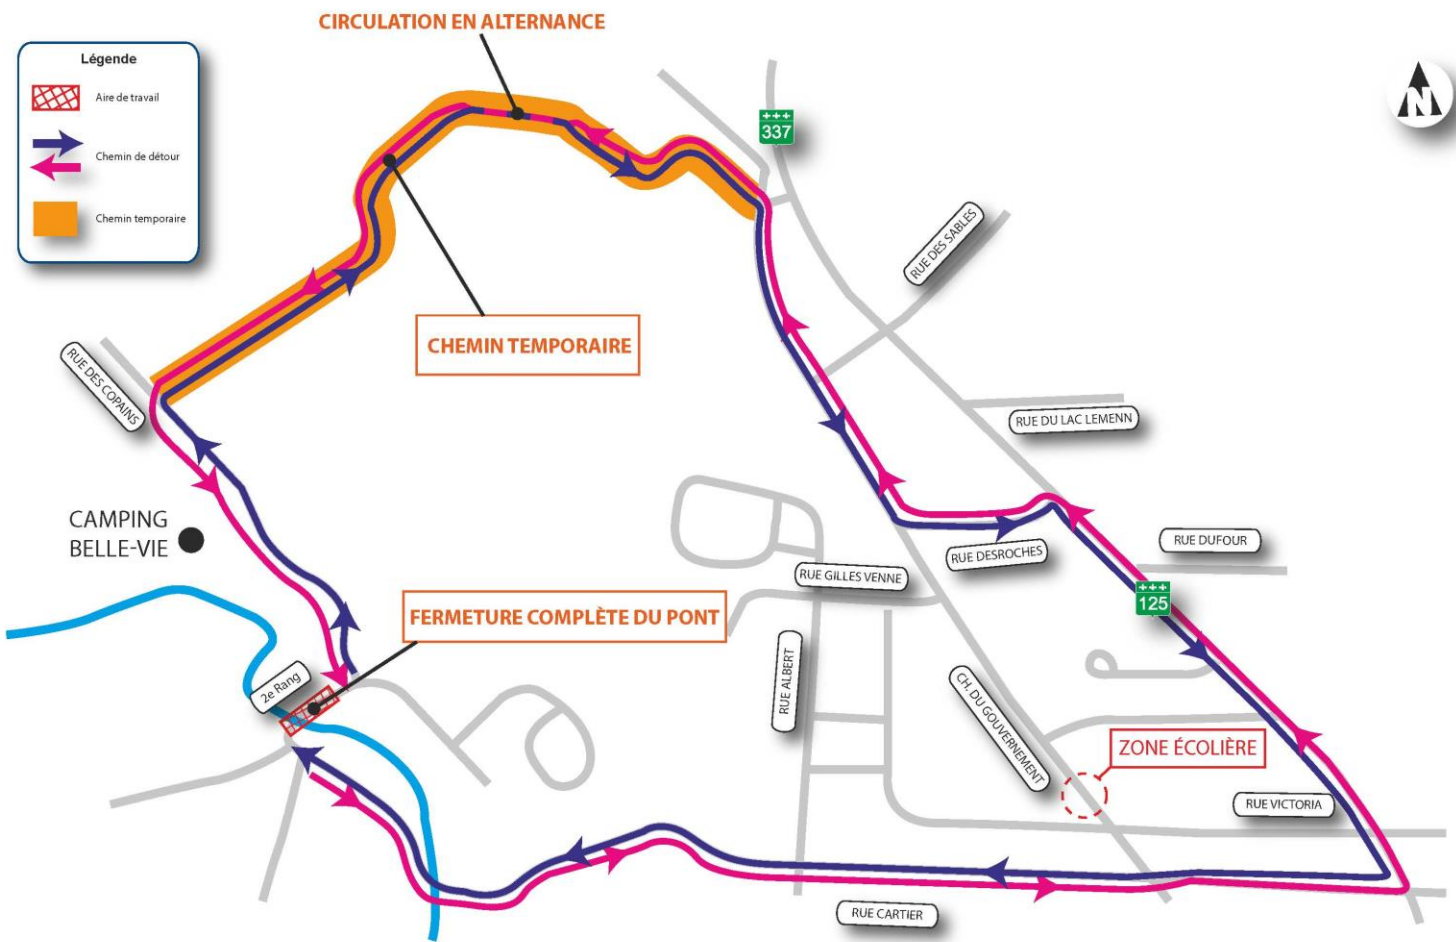 CIRCULATION EN ALTERNANCE
Légende
Aire de travail
Chemin de détour
Chemin temporaire
N
337
RUE DES SABLES
CHEMIN TEMPORAIRE
RUE DES COPAINS
RUE DU LAC LEMENN
CAMPING
BELLE-VIE
RUE DESROCHES
RUE DUFOUR
RUE GILLES VENNE
125
FERMETURE COMPLÈTE DU PONT
2e Rang
RUE ALBERT
CH. DU GOUVERNEMENT
ZONE ÉCOLIÈRE
RUE VICTORIA
RUE CARTIER